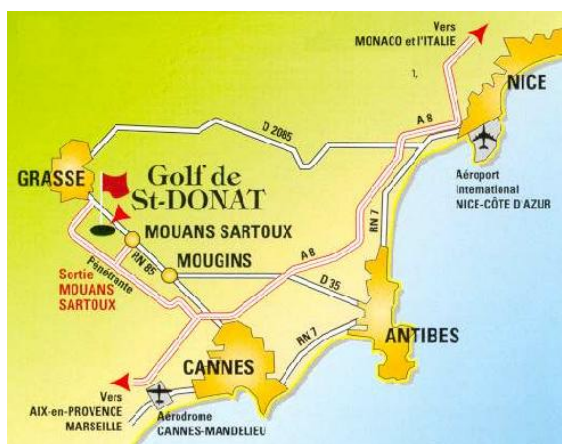 Vers
MONACO et l'ITALIE
NICE
A 8
D 2085
Aéroport
international
NICE-CÔTE D'AZUR
GRASSE
Golf de
St-DONAT
MOUANS SARTOUX
RN 7
A 8
Pénétrante
RN 85
MOUGINS
Sortie
MOUANS
SARTOUX
D 35
ANTIBES
RN 7
CANNES
Vers
AIX-en-PROVENCE
MARSEILLE
Aérodrome
CANNES-MANDELIEU